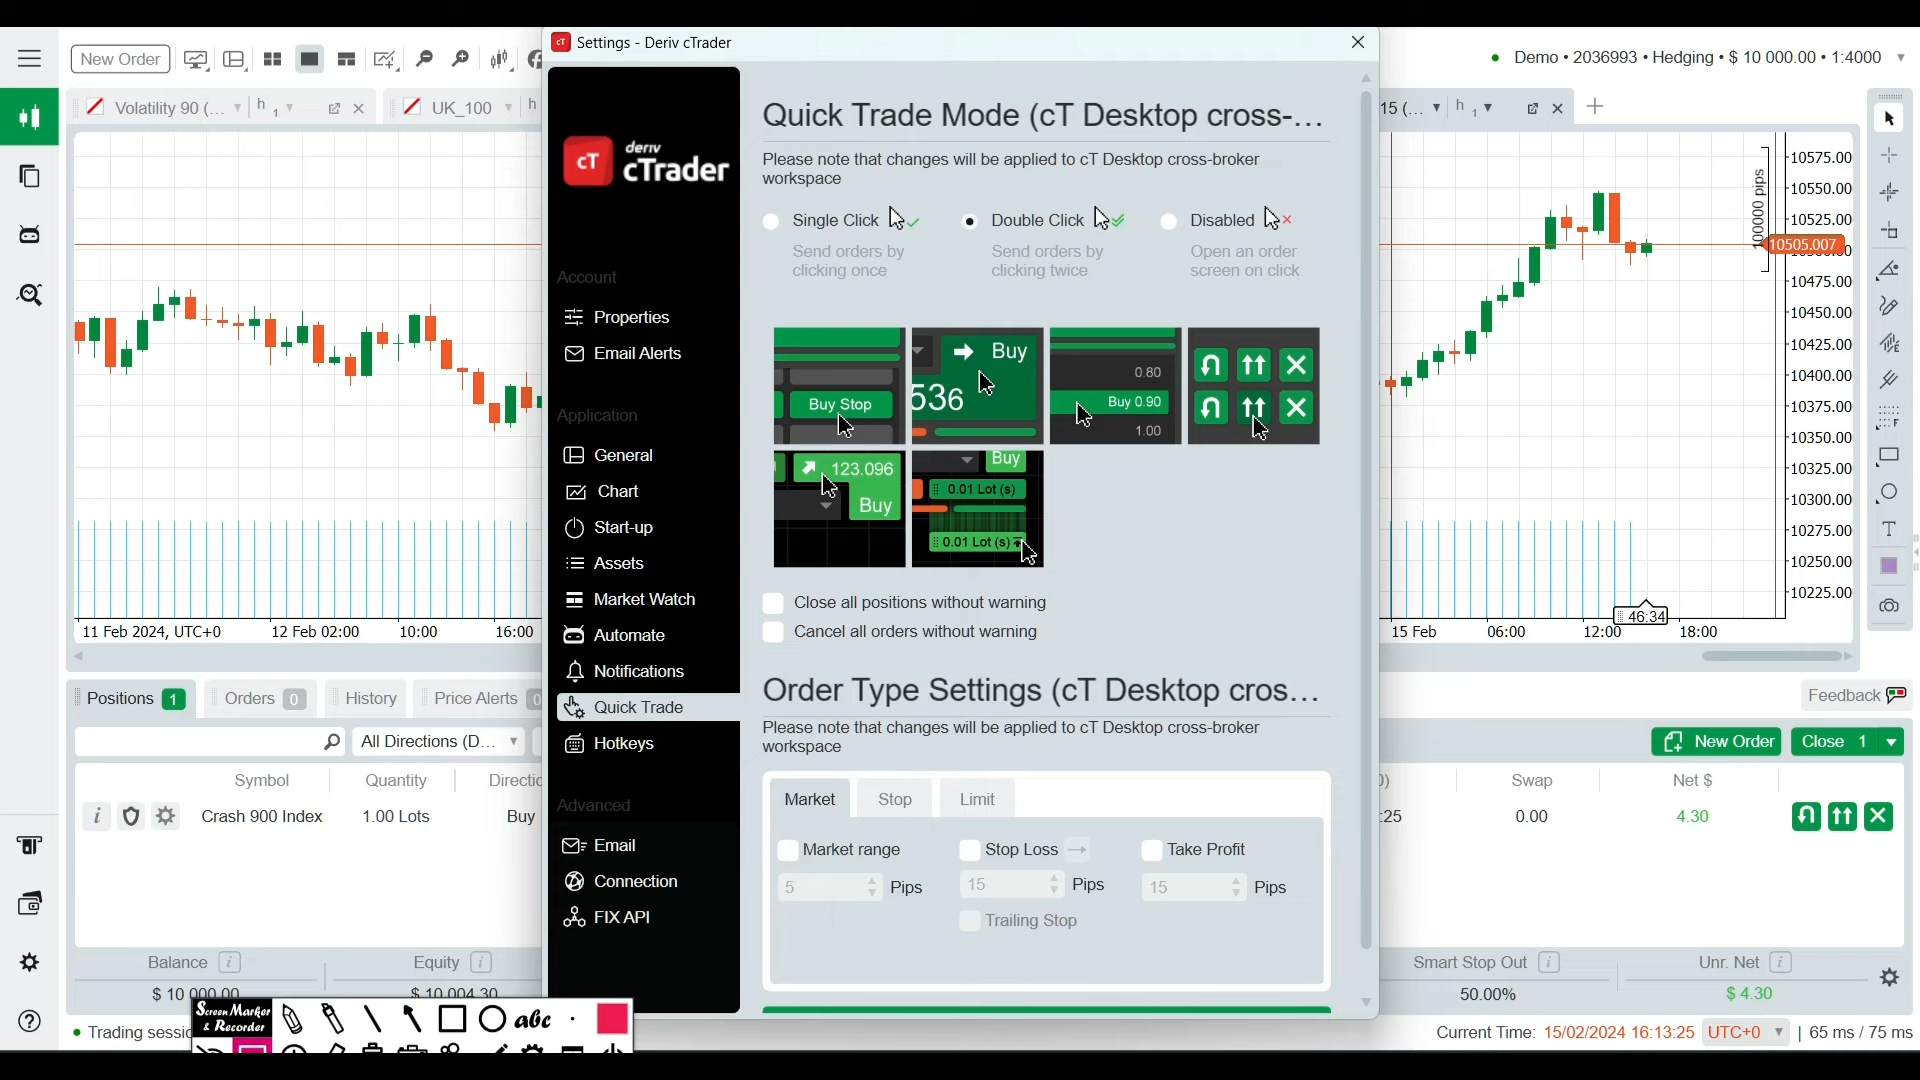 Settings - Deriv cTrader
New Order
Demo • 2036993 • Hedging • $ 10 000.00 • 1:4000
Volatility 90 (...
h 1
UK_100
h
15 (...
h 1
deriv
cT
cTrader
Account
Properties
Email Alerts
Application
General
Chart
Start-up
Assets
Market Watch
Automate
Notifications
Quick Trade
Hotkeys
Advanced
Email
Connection
FIX API
Quick Trade Mode (cT Desktop cross-...
Please note that changes will be applied to cT Desktop cross-broker
workspace
Single Click
Double Click
Disabled
Send orders by
clicking once
Send orders by
clicking twice
Open an order
screen on click
Buy Stop
Buy
536
0.80
Buy 0.90
1.00
123.096
Buy
Buy
0.01 Lot (s)
0.01 Lot (s)
Close all positions without warning
Cancel all orders without warning
Order Type Settings (cT Desktop cros...
Please note that changes will be applied to cT Desktop cross-broker
workspace
Market
Stop
Limit
Market range
Stop Loss
Take Profit
5
Pips
15
Pips
15
Pips
Trailing Stop
100000 pips
10575.00
10550.00
10525.00
10505.007
10475.00
10450.00
10425.00
10400.00
10375.00
10350.00
10325.00
10300.00
10275.00
10250.00
10225.00
46:34
11 Feb 2024, UTC+0
12 Feb 02:00
10:00
16:00
15 Feb
06:00
12:00
18:00
T
F
E
Positions 1
Orders 0
History
Price Alerts 0
Feedback
All Directions (D...
New Order
Close 1
Symbol
Quantity
Directio
Swap
Net $
Crash 900 Index
1.00 Lots
Buy
:25
0.00
4.30
Balance
Equity
Smart Stop Out
Unr. Net
$ 10 000.00
$ 10 004.30
50.00%
$ 4.30
Screen Marker
& Recorder
abc
Trading sessio
Current Time: 15/02/2024 16:13:25 UTC+0 | 65 ms / 75 ms